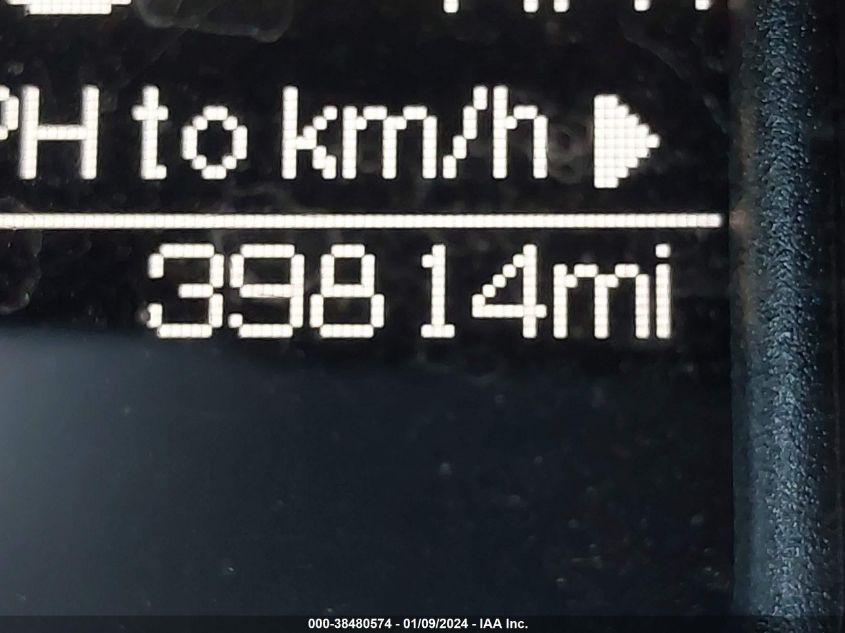 PH to km/h
39814mi
000-38480574 - 01/09/2024 - IAA Inc.